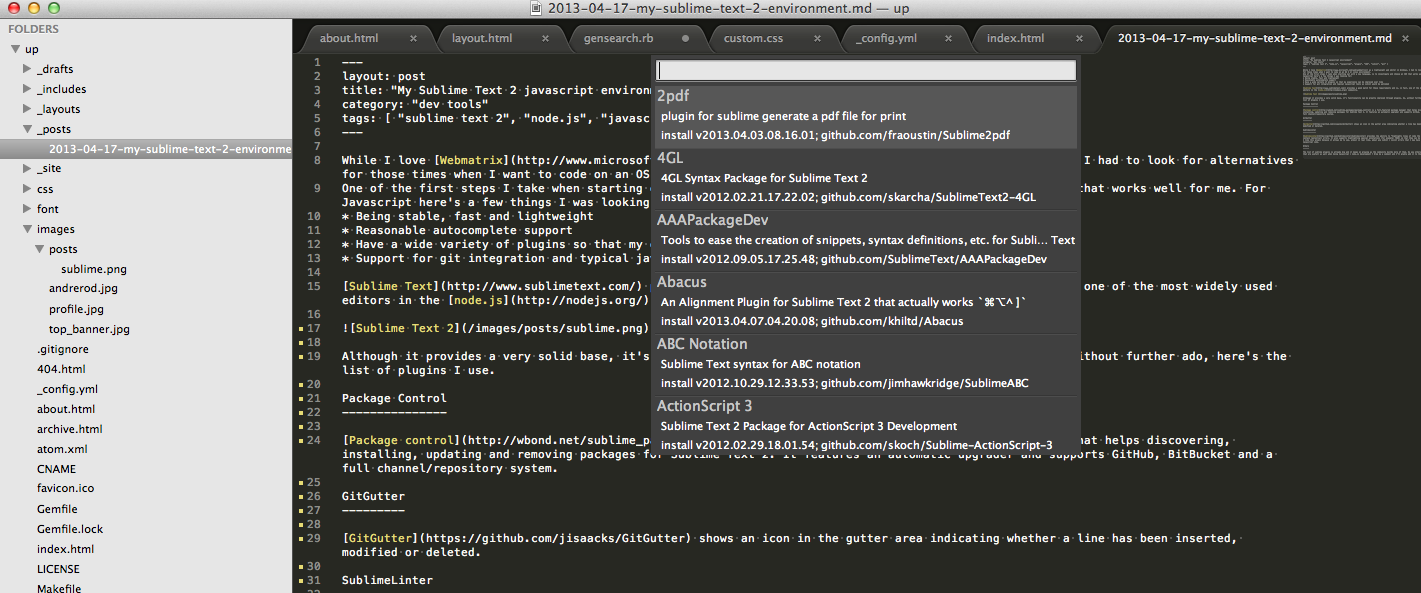 2013-04-17-my-sublime-text-2-environment.md — up
FOLDERS
up
_drafts
_includes
_layouts
_posts
2013-04-17-my-sublime-text-2-environme
_site
css
font
images
posts
sublime.png
andrerod.jpg
profile.jpg
top_banner.jpg
.gitignore
404.html
_config.yml
about.html
archive.html
atom.xml
CNAME
favicon.ico
Gemfile
Gemfile.lock
index.html
LICENSE
Makefile
about.html × layout.html × gensearch.rb custom.css × _config.yml × index.html × 2013-04-17-my-sublime-text-2-environment.md ×
1 ---
2 layout: post
3 title: "My Sublime Text 2 javascript environ
4 category: "dev tools"
5 tags: [ "sublime text 2", "node.js", "javasc
6 ---
7
8 While I love [Webmatrix](http://www.microsof I had to look for alternatives
for those times when I want to code on an OS
9 One of the first steps I take when starting that works well for me. For
Javascript here's a few things I was looking
10 * Being stable, fast and lightweight
11 * Reasonable autocomplete support
12 * Have a wide variety of plugins so that my
13 * Support for git integration and typical ja
14
15 [Sublime Text](http://www.sublimetext.com/) one of the most widely used
editors in the [node.js](http://nodejs.org/)
16
17 ![Sublime Text 2](/images/posts/sublime.png)
18
19 Although it provides a very solid base, it's ithout further ado, here's the
list of plugins I use.
20
21 Package Control
22 ---------------
23
24 [Package control](http://wbond.net/sublime_p hat helps discovering,
installing, updating and removing packages for Sublime Text 2. It features an automatic upgrader and supports GitHub, BitBucket and a
full channel/repository system.
25
26 GitGutter
27 ---------
28
29 [GitGutter](https://github.com/jisaacks/GitGutter) shows an icon in the gutter area indicating whether a line has been inserted,
modified or deleted.
30
31 SublimeLinter
2pdf
plugin for sublime generate a pdf file for print
install v2013.04.03.08.16.01; github.com/fraoustin/Sublime2pdf
4GL
4GL Syntax Package for Sublime Text 2
install v2012.02.21.17.22.02; github.com/skarcha/SublimeText2-4GL
AAAPackageDev
Tools to ease the creation of snippets, syntax definitions, etc. for Subli... Text
install v2012.09.05.17.25.48; github.com/SublimeText/AAAPackageDev
Abacus
An Alignment Plugin for Sublime Text 2 that actually works `⌘⌥^]`
install v2013.04.07.04.20.08; github.com/khiltd/Abacus
ABC Notation
Sublime Text syntax for ABC notation
install v2012.10.29.12.33.53; github.com/jimhawkridge/SublimeABC
ActionScript 3
Sublime Text 2 Package for ActionScript 3 Development
install v2012.02.29.18.01.54; github.com/skoch/Sublime-ActionScript-3